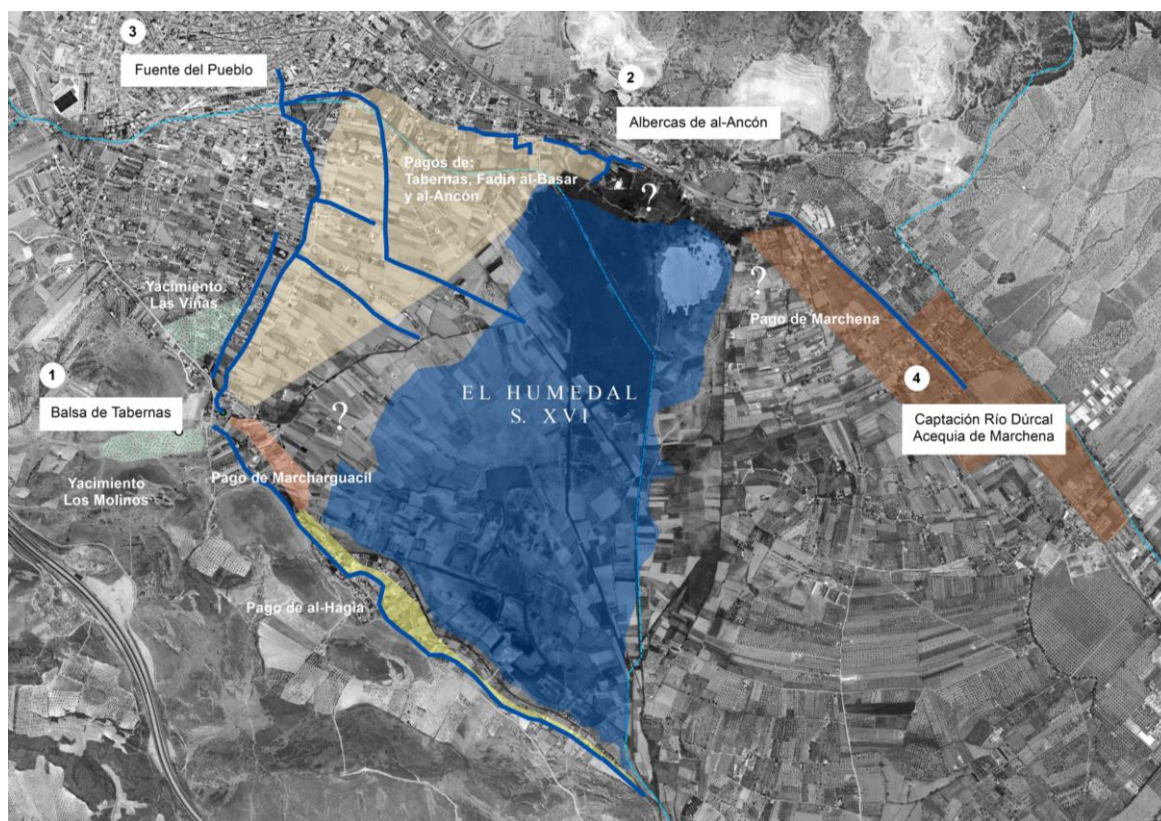 3
Fuente del Pueblo
2
Albercas de al-Ancón
Pagos de:
Tabernas, Fadin al-Basar
y al-Ancón
?
?
Yacimiento
Las Viñas
Pago de Marchena
1
Balsa de Tabernas
EL HUMEDAL
S. XVI
4
Captación Río Dúrcal
Acequia de Marchena
?
Pago de Marcharguacil
Yacimiento
Los Molinos
Pago de al-Hagia